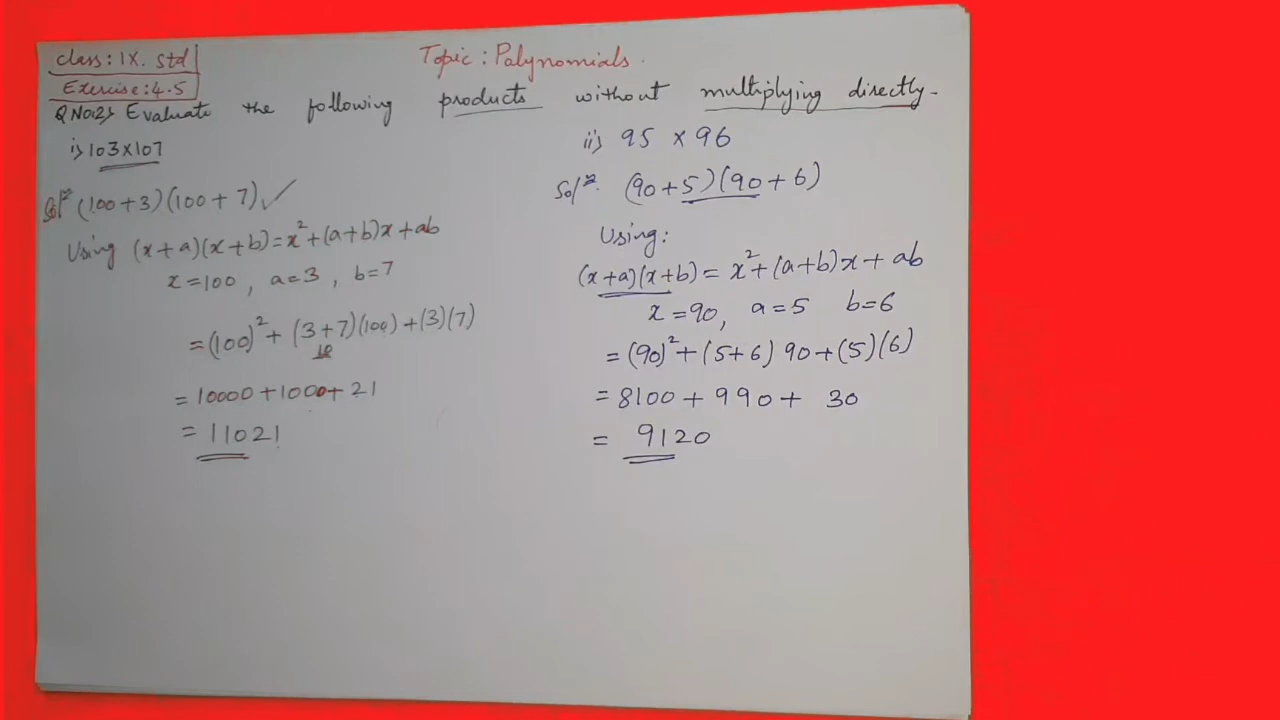 class: IX. Std
Topic: Palynomials.
Exercise: 4.5
Q No:2) Evaluate the following products without multiplying directly.
i) 103x107
Sol^n (100+3)(100+7) ✓
Using (x+a)(x+b)=x²+(a+b)x+ab
x=100, a=3, b=7
=(100)²+(3+7)(100)+(3)(7)
10
=10000+1000+21
=11021
ii) 95 x 96
Sol^n. (90+5)(90+6)
Using:
(x+a)(x+b)= x²+(a+b)x+ab
x=90, a=5 b=6
=(90)²+(5+6) 90+(5)(6)
=8100+990+ 30
= 9120